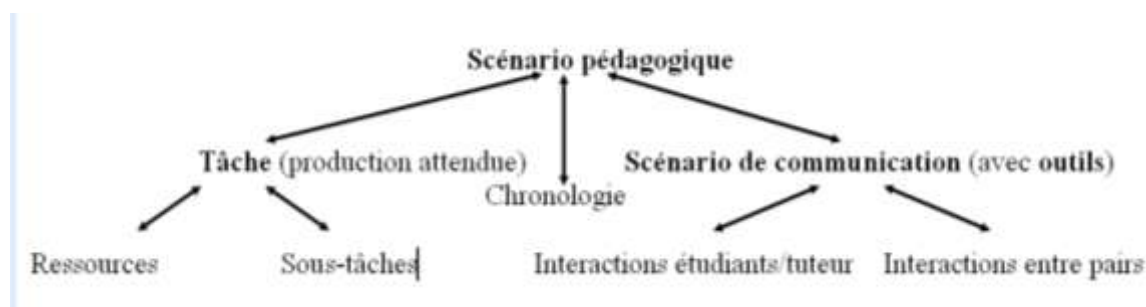 Scénario pédagogique
Tâche (production attendue)
Scénario de communication (avec outils)
Chronologie
Ressources
Sous-tâches
Interactions étudiants/tuteur
Interactions entre pairs